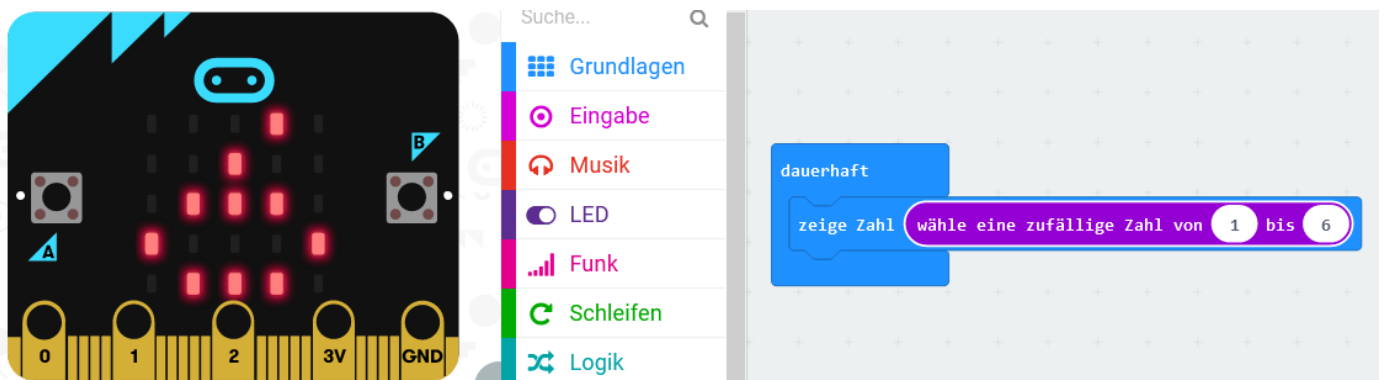 A
B
0 1 2 3V GND
Suche...
Grundlagen
Eingabe
Musik
LED
Funk
Schleifen
Logik
dauerhaft
zeige Zahl wähle eine zufällige Zahl von 1 bis 6